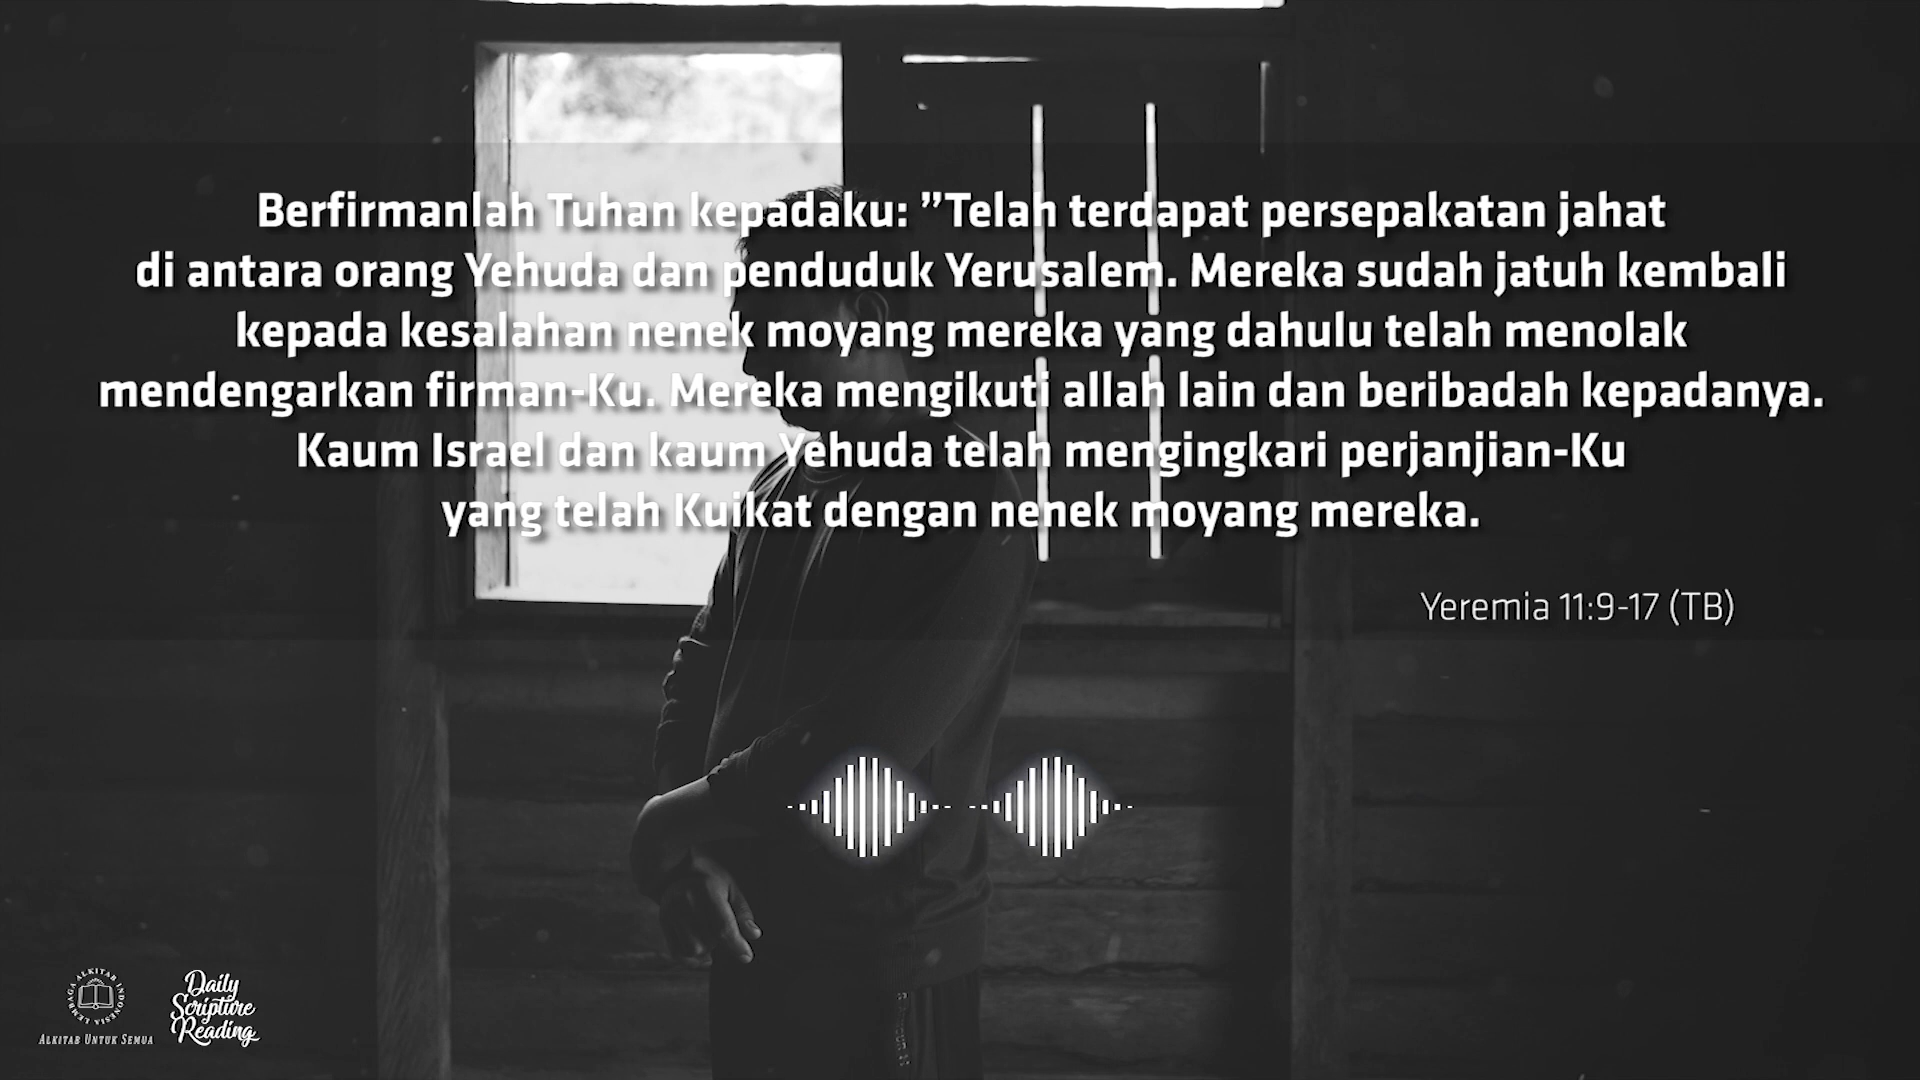 Berfirmanlah Tuhan kepadaku: ”Telah terdapat persepakatan jahat
di antara orang Yehuda dan penduduk Yerusalem. Mereka sudah jatuh kembali
kepada kesalahan nenek moyang mereka yang dahulu telah menolak
mendengarkan firman-Ku. Mereka mengikuti allah lain dan beribadah kepadanya.
Kaum Israel dan kaum Yehuda telah mengingkari perjanjian-Ku
yang telah Kuikat dengan nenek moyang mereka.
Yeremia 11:9-17 (TB)
LEMBAGA ALKITAB INDONESIA
ALKITAB UNTUK SEMUA
Daily
Scripture
Reading